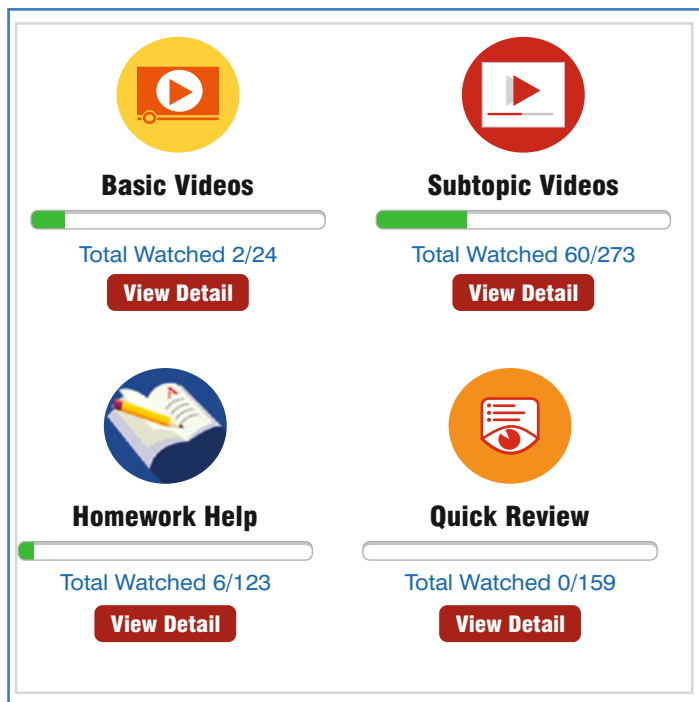 Basic Videos
Total Watched 2/24
View Detail
Subtopic Videos
Total Watched 60/273
View Detail
A
Homework Help
Total Watched 6/123
View Detail
Quick Review
Total Watched 0/159
View Detail